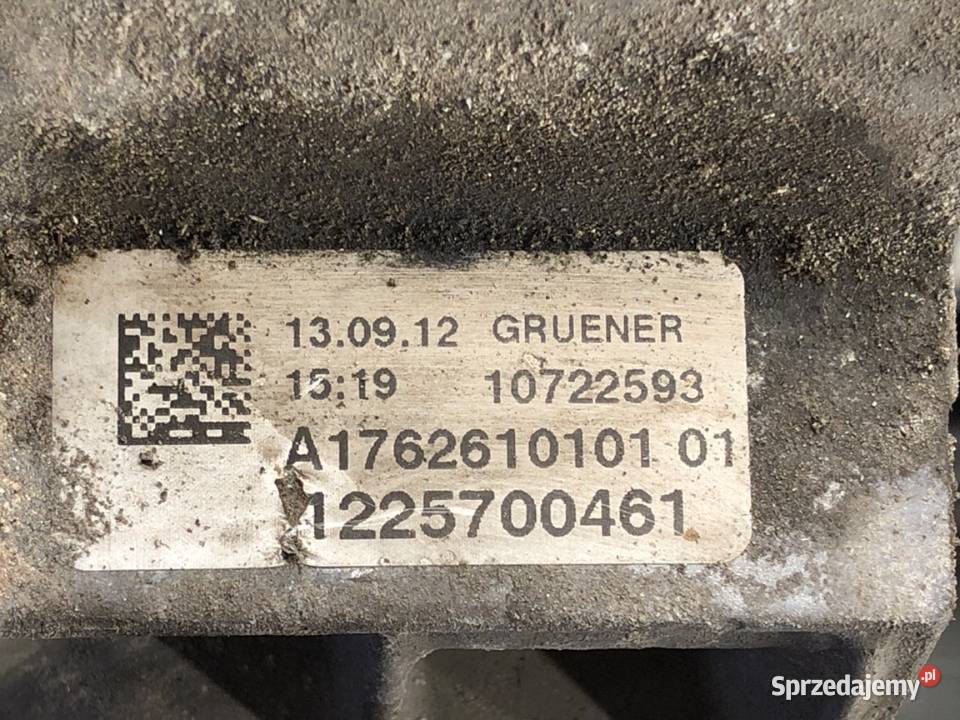 13.09.12 GRUENER
15:19 10722593
A1762610101 01
1225700461
Sprzedajemy.pl